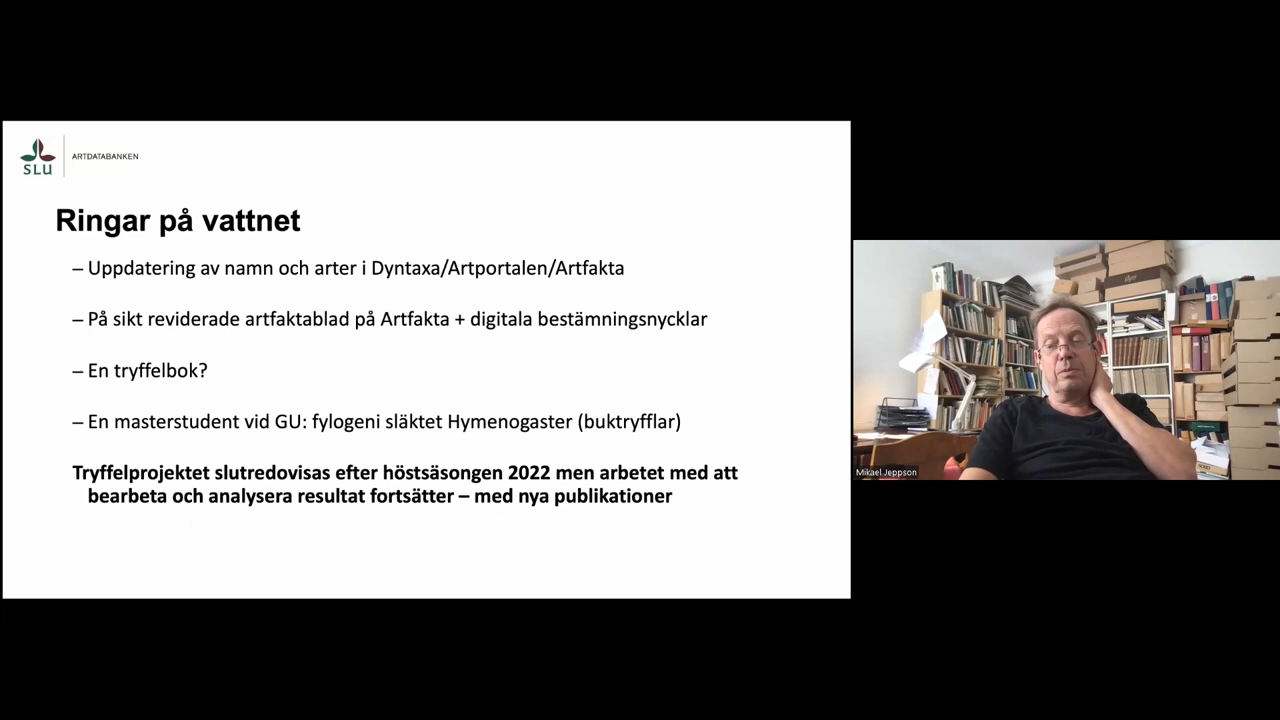 SLU
ARTDATABANKEN
Ringar på vattnet
– Uppdatering av namn och arter i Dyntaxa/Artportalen/Artfakta
– På sikt reviderade artfaktablad på Artfakta + digitala bestämningsnycklar
– En tryffelbok?
– En masterstudent vid GU: fylogeni släktet Hymenogaster (buktryfflar)
Tryffelprojektet slutredovisas efter höstsäsongen 2022 men arbetet med att
bearbeta och analysera resultat fortsätter – med nya publikationer
Mikael Jeppson